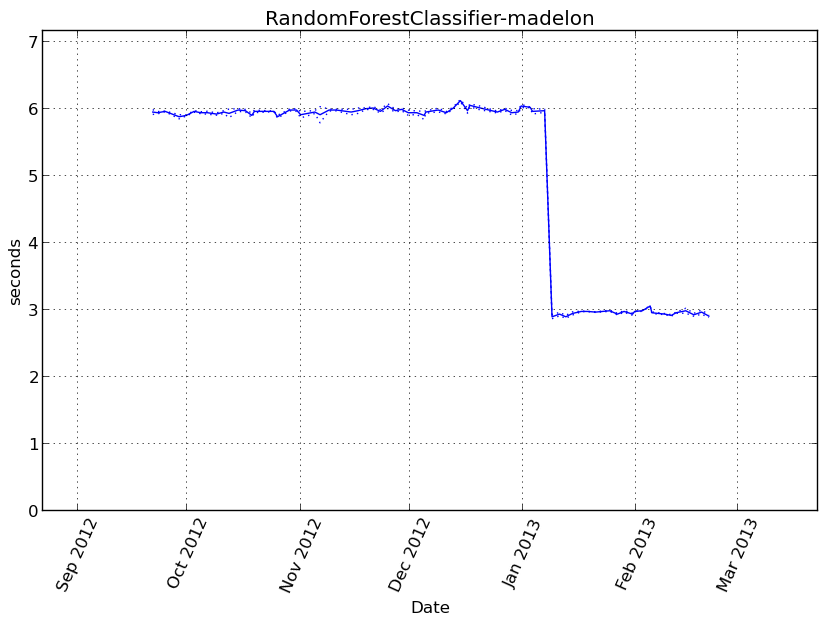 RandomForestClassifier-madelon
7
6
5
4
3
2
1
0
seconds
Sep 2012
Oct 2012
Nov 2012
Dec 2012
Jan 2013
Feb 2013
Mar 2013
Date